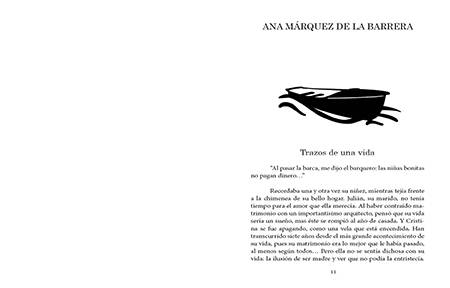 ANA MÁRQUEZ DE LA BARRERA
Trazos de una vida
"Al pasar la barca, me dijo el barquero: las niñas bonitas
no pagan dinero…"
Recordaba una y otra vez su niñez, mientras tejía frente
a la chimenea de su bello hogar. Julián, su marido, no tenía
tiempo para el amor que ella merecía. Al haber contraído ma-
trimonio con un importantísimo arquitecto, pensó que su vida
sería un sueño, mas éste se rompió al año de casada. Y Cristi-
na se fue apagando, como una vela que está encendida. Han
transcurrido siete años desde el más grande acontecimiento de
su vida, pues su matrimonio era lo mejor que le había pasado,
al menos según todos… Pero ella no se sentía dichosa con su
vida: la ilusión de ser madre y ver que no podía la entristecía.
11